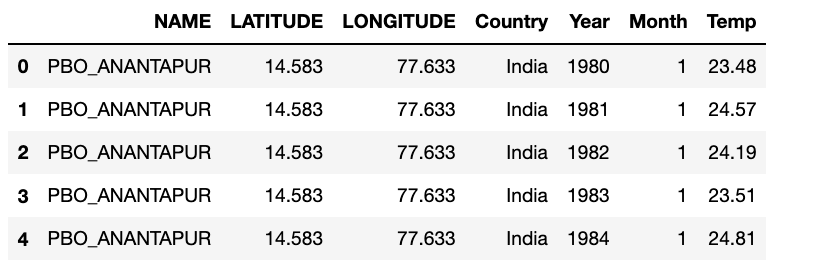 NAME LATITUDE LONGITUDE Country Year Month Temp
0 PBO_ANANTAPUR 14.583 77.633 India 1980 1 23.48
1 PBO_ANANTAPUR 14.583 77.633 India 1981 1 24.57
2 PBO_ANANTAPUR 14.583 77.633 India 1982 1 24.19
3 PBO_ANANTAPUR 14.583 77.633 India 1983 1 23.51
4 PBO_ANANTAPUR 14.583 77.633 India 1984 1 24.81